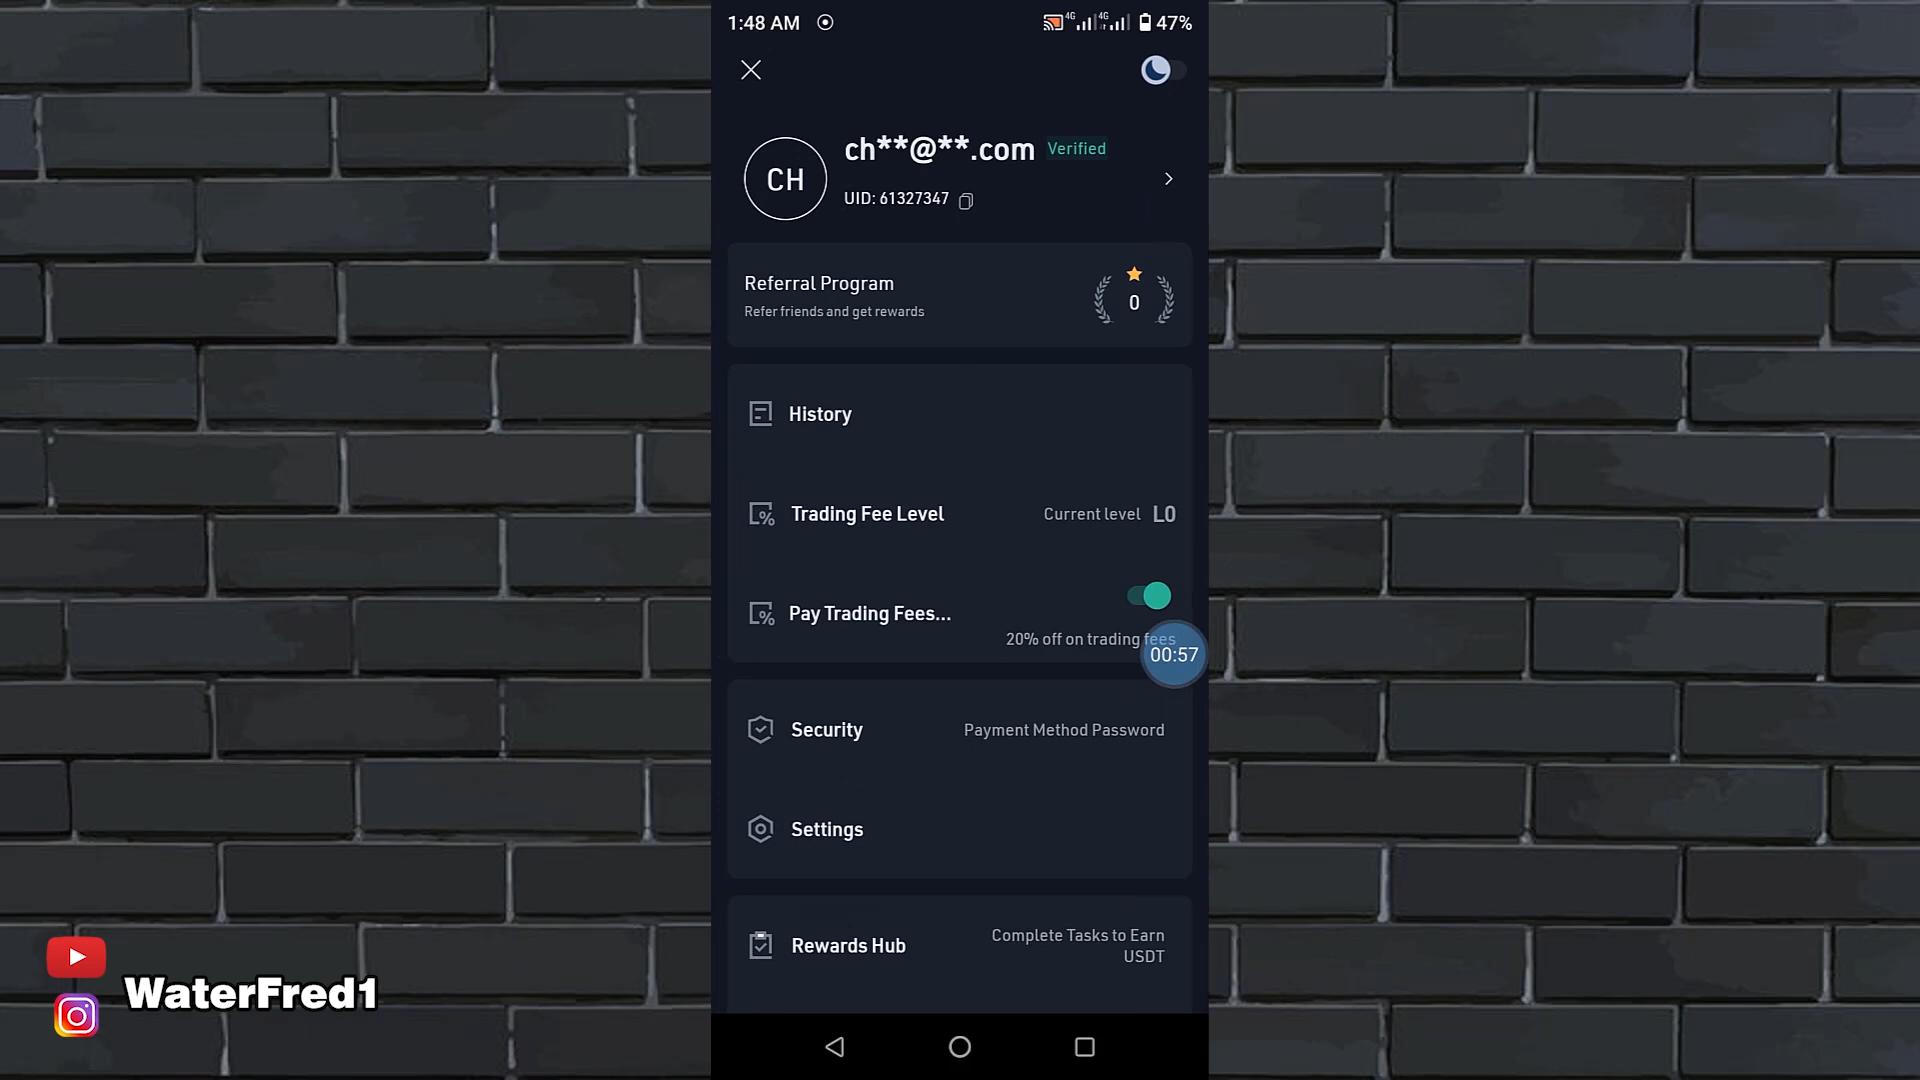 1:48 AM
4G
4G
47%
ch**@**.com
Verified
CH
UID: 61327347
Referral Program
Refer friends and get rewards
0
History
Trading Fee Level
Current level L0
Pay Trading Fees...
20% off on trading fees
00:57
Security
Payment Method Password
Settings
Rewards Hub
Complete Tasks to Earn
USDT
WaterFred1